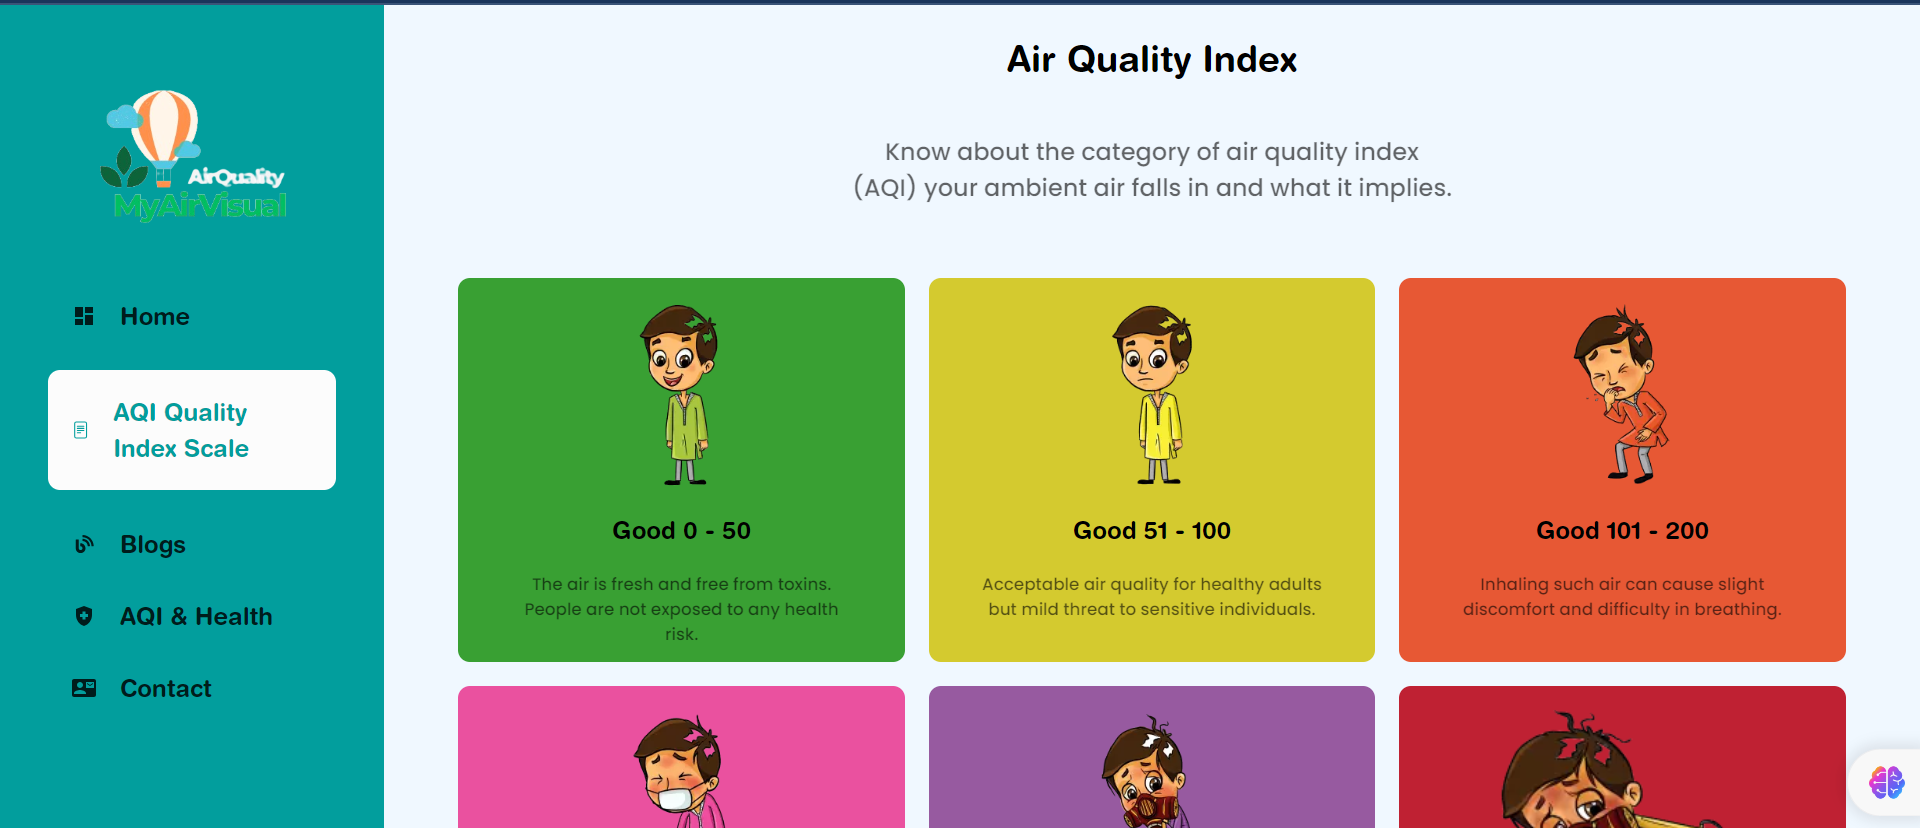 AirQuality
MyAirVisual
Home
AQI Quality
Index Scale
Blogs
AQI & Health
Contact
Air Quality Index
Know about the category of air quality index
(AQI) your ambient air falls in and what it implies.
Good 0 - 50
The air is fresh and free from toxins.
People are not exposed to any health
risk.
Good 51 - 100
Acceptable air quality for healthy adults
but mild threat to sensitive individuals.
Good 101 - 200
Inhaling such air can cause slight
discomfort and difficulty in breathing.